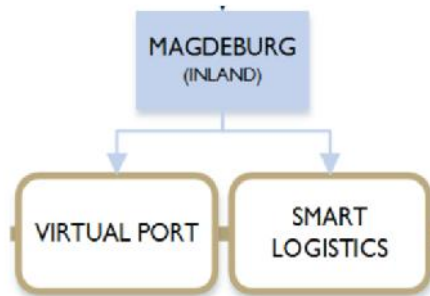 MAGDEBURG
(INLAND)
VIRTUAL PORT
SMART
LOGISTICS